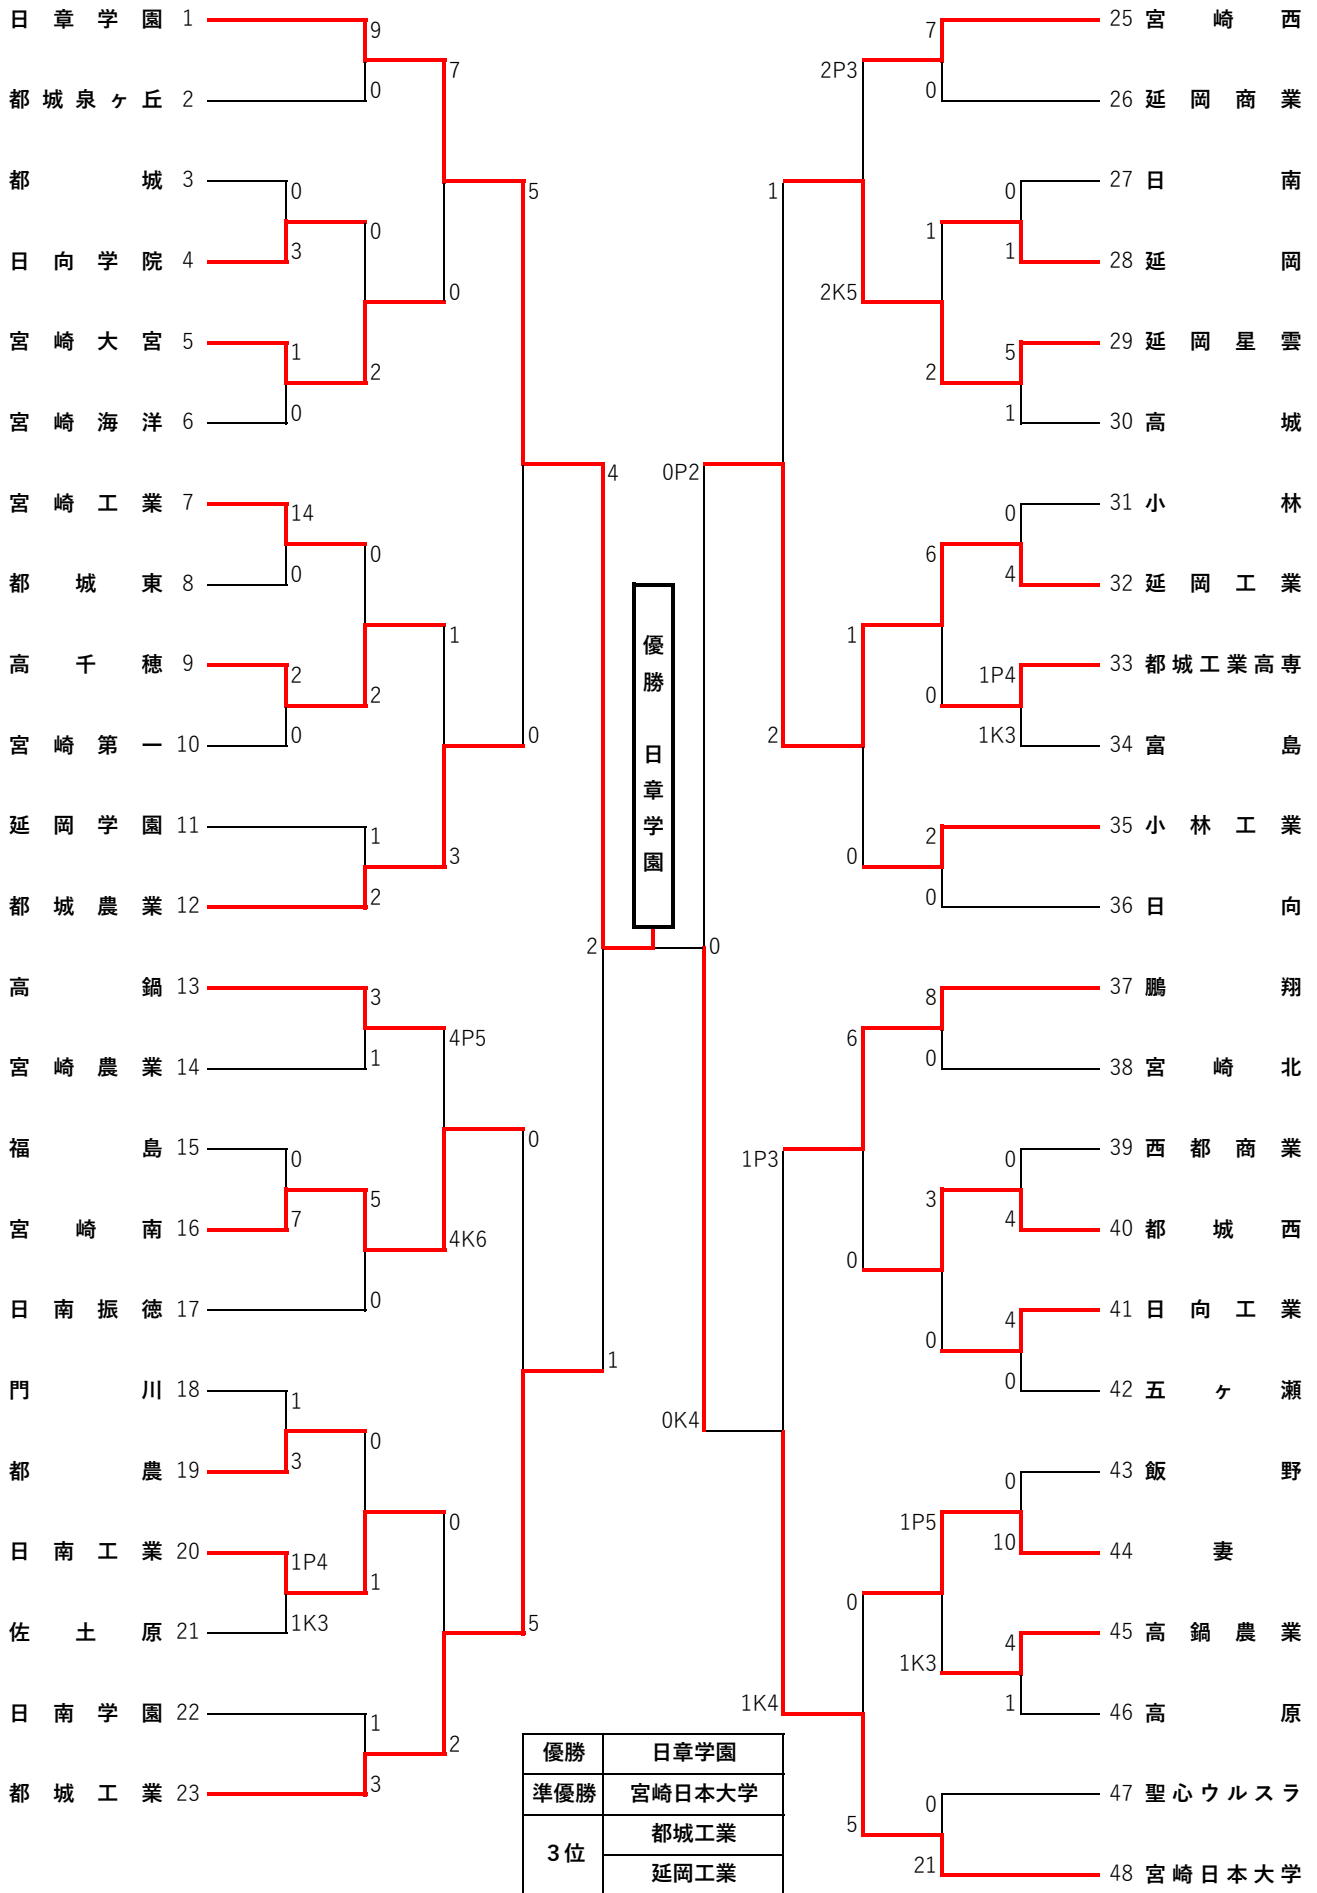 日章学園 1
都城泉ヶ丘 2
都城 3
日向学院 4
宮崎大宮 5
宮崎海洋 6
宮崎工業 7
都城東 8
高千穂 9
宮崎第一 10
延岡学園 11
都城農業 12
高鍋 13
宮崎農業 14
福島 15
宮崎南 16
日南振徳 17
門川 18
都農 19
日南工業 20
佐土原 21
日南学園 22
都城工業 23
0
3
1
0
14
0
2
0
0
7
1
3
1P4
1K3
9
0
0
2
0
2
1
2
3
1
5
0
0
1
1
3
7
0
1
3
4P5
4K6
0
2
5
0
0
5
4
1
2
優勝 日章学園
0
0P2
0K4
1
2
1P3
1K4
2P3
2K5
1
0
6
0
0
5
7
0
1
2
6
0
2
0
8
0
3
0
1P5
1K3
0
21
0
1
5
1
0
4
1P4
1K3
0
4
4
0
0
10
4
1
25 宮崎西
26 延岡商業
27 日南
28 延岡
29 延岡星雲
30 高城
31 小林
32 延岡工業
33 都城工業高専
34 富島
35 小林工業
36 日向
37 鵬翔
38 宮崎北
39 西都商業
40 都城西
41 日向工業
42 五ヶ瀬
43 飯野
44 妻
45 高鍋農業
46 高原
47 聖心ウルスラ
48 宮崎日本大学
優勝 日章学園
準優勝 宮崎日本大学
３位 都城工業
延岡工業